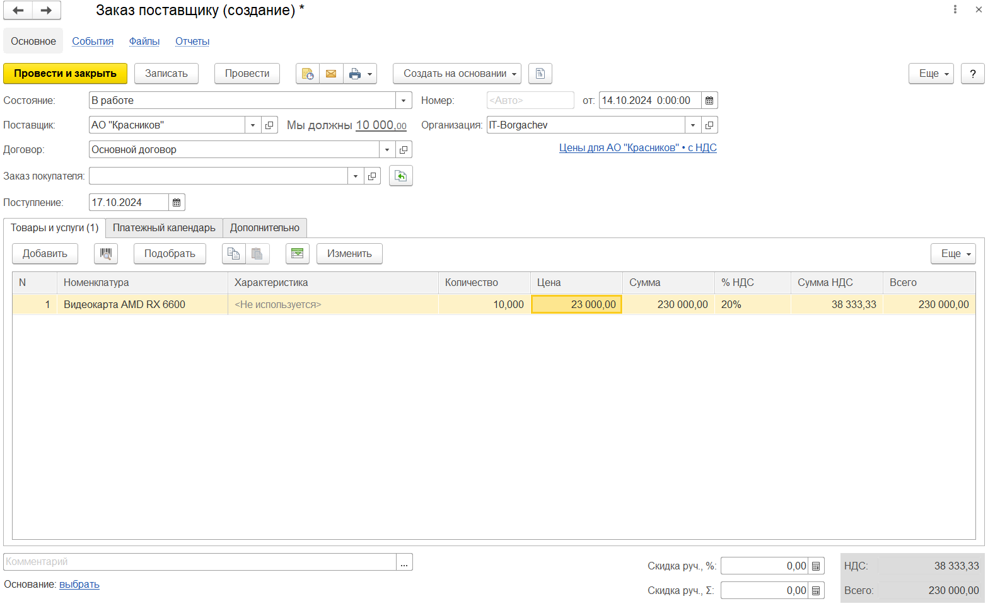 Заказ поставщику (создание) *
Основное События Файлы Отчеты
Провести и закрыть Записать Провести Создать на основании Еще ?
Состояние: В работе Номер: <Авто> от: 14.10.2024 0:00:00
Поставщик: АО "Красников" Мы должны 10 000,00 Организация: IT-Borgachev
Договор: Основной договор Цены для АО "Красников" • с НДС
Заказ покупателя:
Поступление: 17.10.2024
Товары и услуги (1) Платежный календарь Дополнительно
Добавить Подобрать Изменить Еще
N Номенклатура Характеристика Количество Цена Сумма % НДС Сумма НДС Всего
1 Видеокарта AMD RX 6600 <Не используется> 10,000 23 000,00 230 000,00 20% 38 333,33 230 000,00
Комментарий ... Скидка руч., %: 0,00 НДС: 38 333,33
Основание: выбрать Скидка руч., Σ: 0,00 Всего: 230 000,00